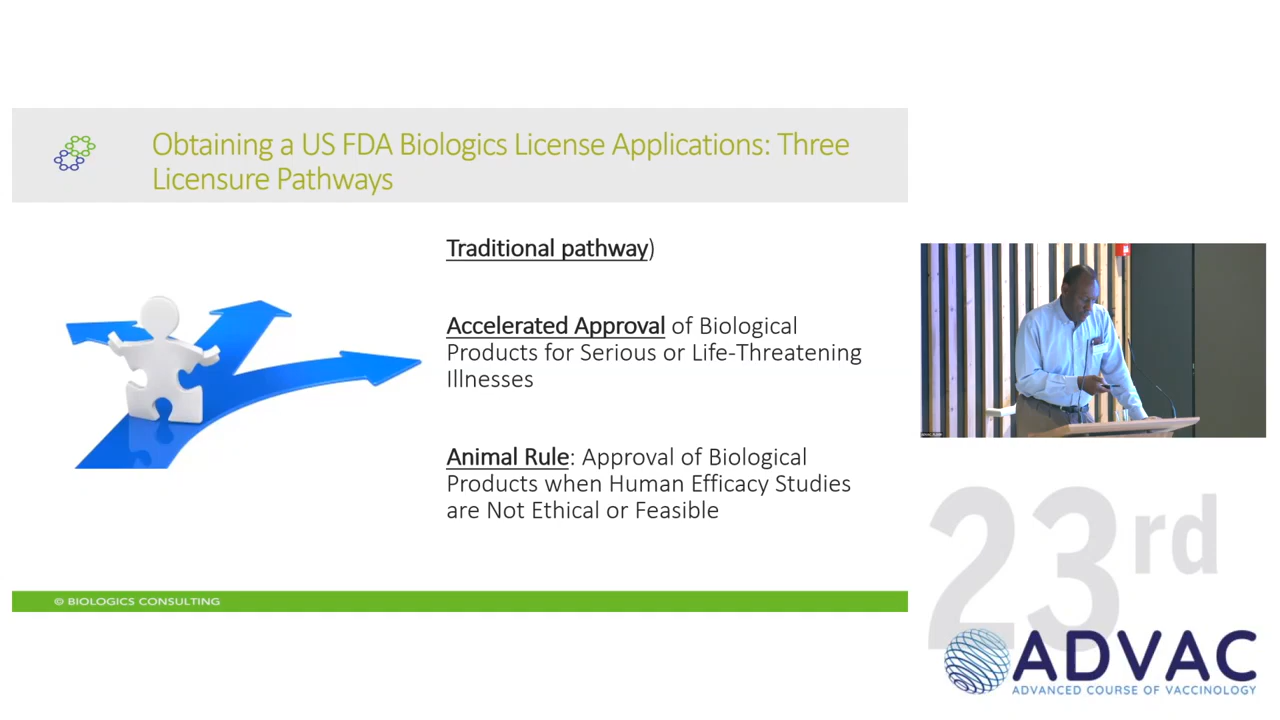 Obtaining a US FDA Biologics License Applications: Three
Licensure Pathways
Traditional pathway)
Accelerated Approval of Biological
Products for Serious or Life-Threatening
Illnesses
Animal Rule: Approval of Biological
Products when Human Efficacy Studies
are Not Ethical or Feasible
© BIOLOGICS CONSULTING
23rd
ADVAC
ADVANCED COURSE OF VACCINOLOGY